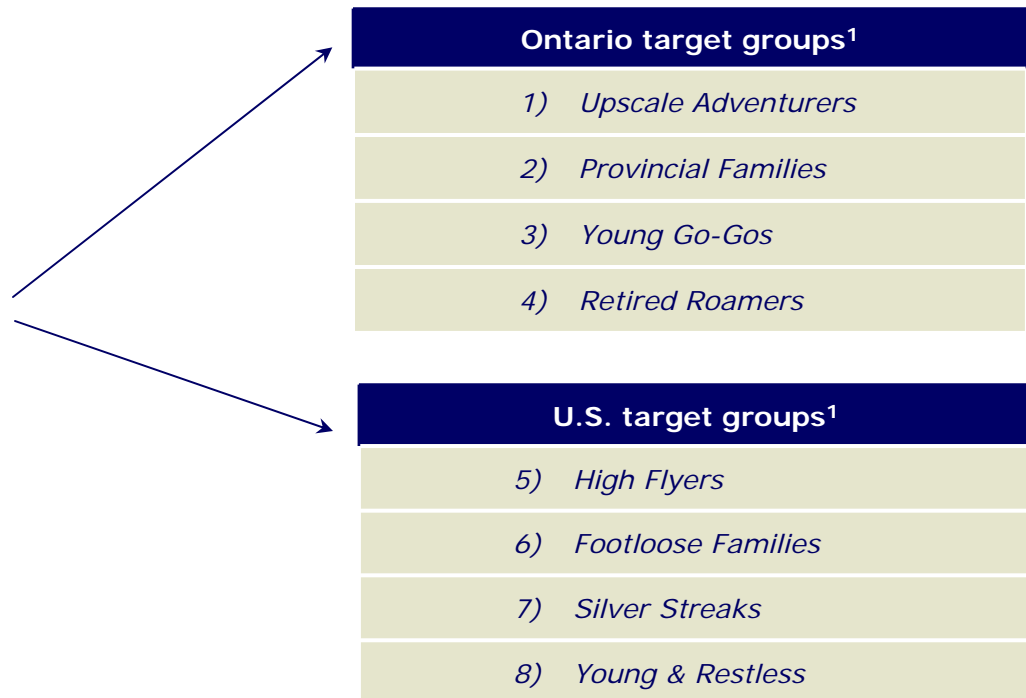 Ontario target groups¹
1) Upscale Adventurers
2) Provincial Families
3) Young Go-Gos
4) Retired Roamers
U.S. target groups¹
5) High Flyers
6) Footloose Families
7) Silver Streaks
8) Young & Restless